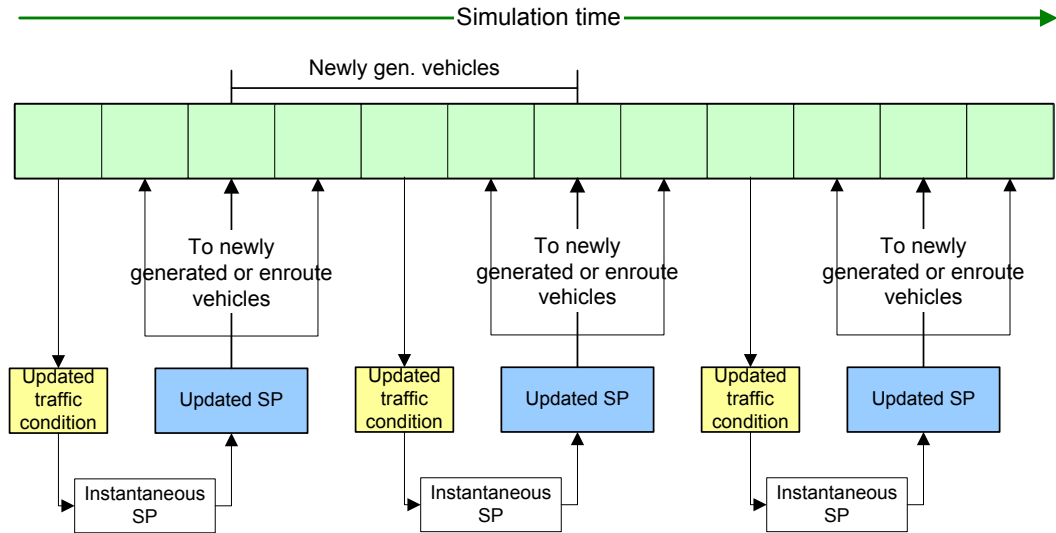 Simulation time
Newly gen. vehicles
To newly
generated or enroute
vehicles
To newly
generated or enroute
vehicles
To newly
generated or enroute
vehicles
Updated
traffic
condition
Updated SP
Updated
traffic
condition
Updated SP
Updated
traffic
condition
Updated SP
Instantaneous
SP
Instantaneous
SP
Instantaneous
SP